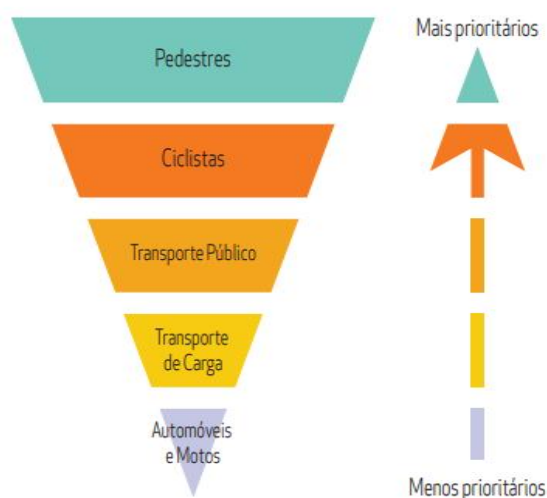 Mais prioritários
Pedestres
Ciclistas
Transporte Público
Transporte
de Carga
Automóveis
e Motos
Menos prioritários